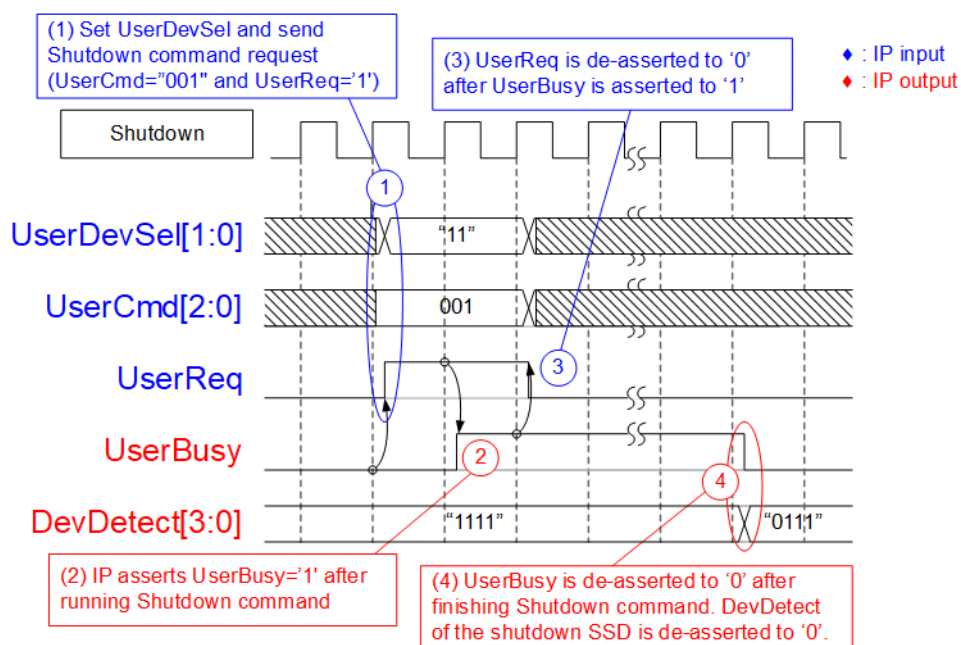 (1) Set UserDevSel and send
Shutdown command request
(UserCmd="001" and UserReq='1')
(3) UserReq is de-asserted to ‘0’
after UserBusy is asserted to ‘1’
♦ : IP input
♦ : IP output
Shutdown
1
UserDevSel[1:0]
“11”
UserCmd[2:0]
001
UserReq
3
UserBusy
2
4
DevDetect[3:0]
“1111”
“0111”
(2) IP asserts UserBusy='1' after
running Shutdown command
(4) UserBusy is de-asserted to ‘0’ after
finishing Shutdown command. DevDetect
of the shutdown SSD is de-asserted to ‘0’.